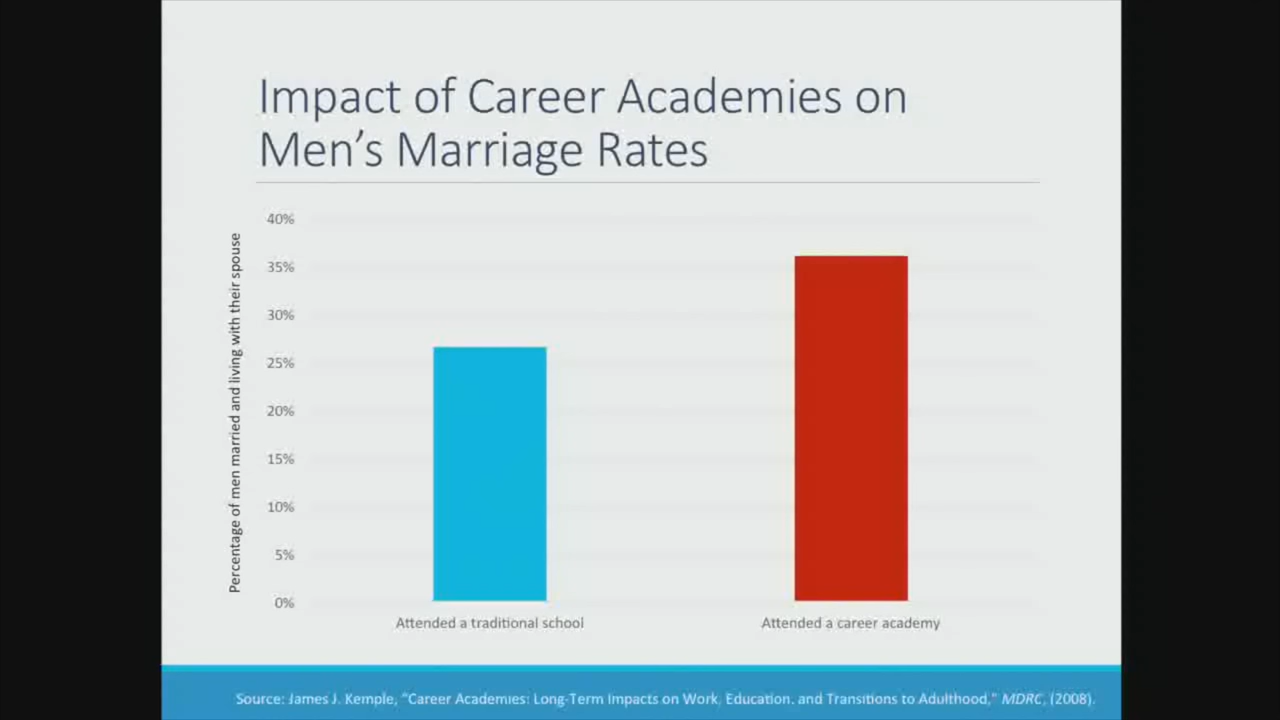 Impact of Career Academies on
Men’s Marriage Rates
Percentage of men married and living with their spouse
40%
35%
30%
25%
20%
15%
10%
5%
0%
Attended a traditional school
Attended a career academy
Source: James J. Kemple, “Career Academies: Long-Term Impacts on Work, Education, and Transitions to Adulthood,” MDRC, (2008).